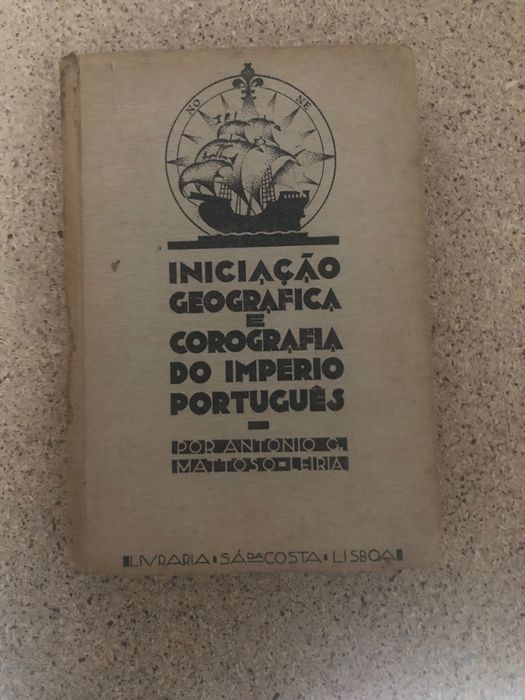 NO NE
INICIAÇÃO
GEOGRAFICA
E
COROGRAFIA
DO IMPERIO
PORTUGUÊS
POR ANTONIO G.
MATTOSO-LEIRIA
LIVRARIA SÁ DA COSTA LISBOA